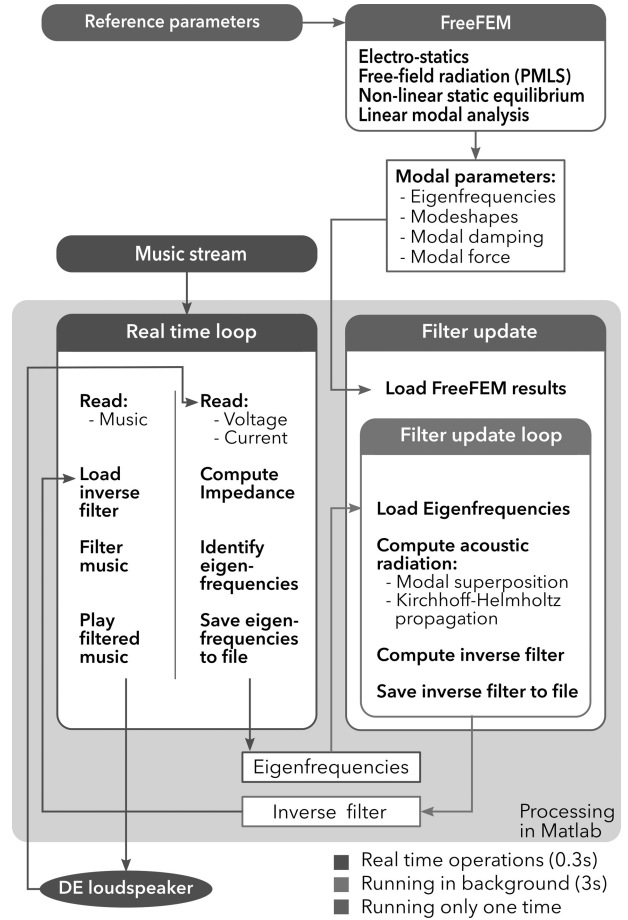 Reference parameters
FreeFEM
Electro-statics
Free-field radiation (PMLS)
Non-linear static equilibrium
Linear modal analysis
Modal parameters:
- Eigenfrequencies
- Modeshapes
- Modal damping
- Modal force
Music stream
Real time loop
Read:
- Music
Load
inverse
filter
Filter
music
Play
filtered
music
Read:
- Voltage
- Current
Compute
Impedance
Identify
eigen-
frequencies
Save eigen-
frequencies
to file
Filter update
Load FreeFEM results
Filter update loop
Load Eigenfrequencies
Compute acoustic
radiation:
- Modal superposition
- Kirchhoff-Helmholtz
propagation
Compute inverse filter
Save inverse filter to file
Eigenfrequencies
Inverse filter
Processing
in Matlab
DE loudspeaker
Real time operations (0.3s)
Running in background (3s)
Running only one time